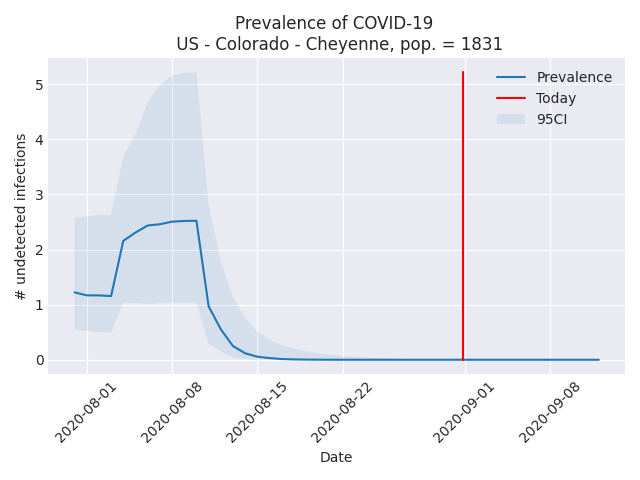 Prevalence of COVID-19
US - Colorado - Cheyenne, pop. = 1831
Prevalence
Today
95CI
# undetected infections
5
4
3
2
1
0
2020-08-01
2020-08-08
2020-08-15
2020-08-22
2020-09-01
2020-09-08
Date